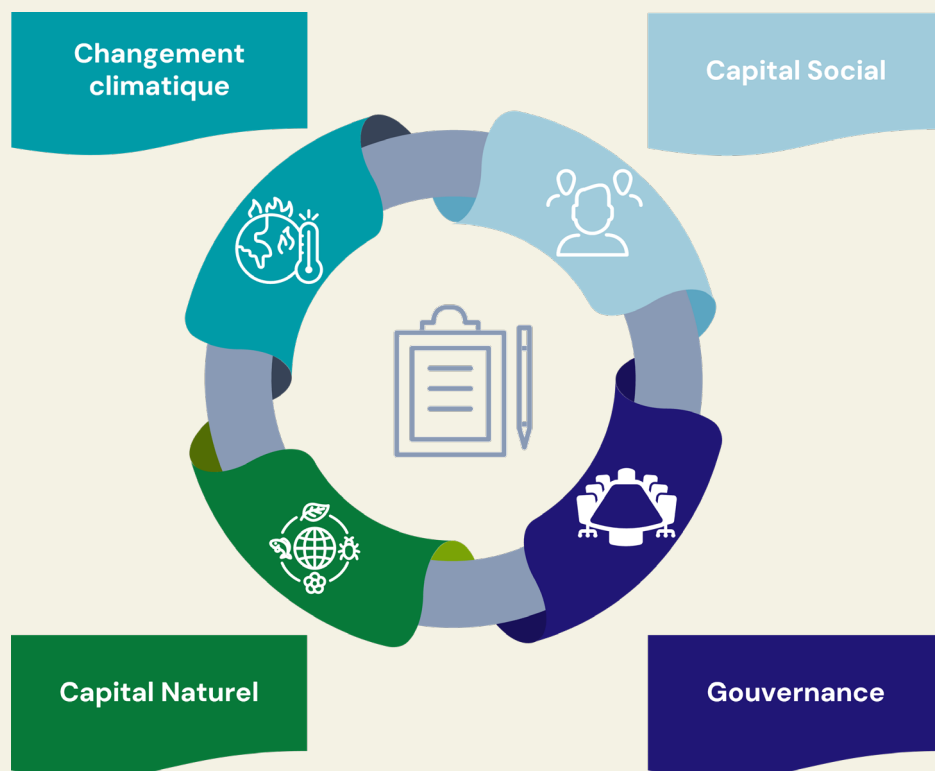 Changement
climatique
Capital Social
Capital Naturel
Gouvernance